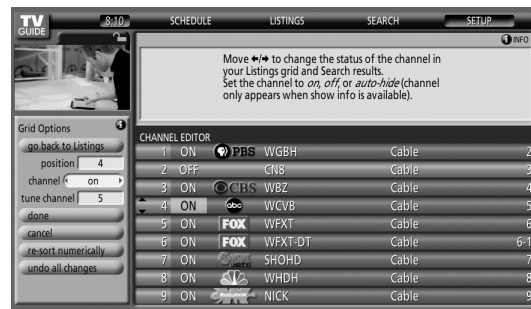 TV GUIDE 8:10 SCHEDULE LISTINGS SEARCH SETUP
INFO
Move to change the status of the channel in
your Listings grid and Search results.
Set the channel to on, off, or auto-hide (channel
only appears when show info is available).
Grid Options
go back to Listings
position 4
channel on
tune channel 5
done
cancel
re-sort numerically
undo all changes
CHANNEL EDITOR
1 ON PBS WGBH Cable 2
2 OFF CN8 Cable 3
3 ON CBS WBZ Cable 4
4 ON abc WCVB Cable 5
5 ON FOX WFXT Cable 6
6 ON FOX WFXT-DT Cable 6-1
7 ON SHOHD Cable 7
8 ON WHDH Cable 8
9 ON NICKELODEON NICK Cable 9